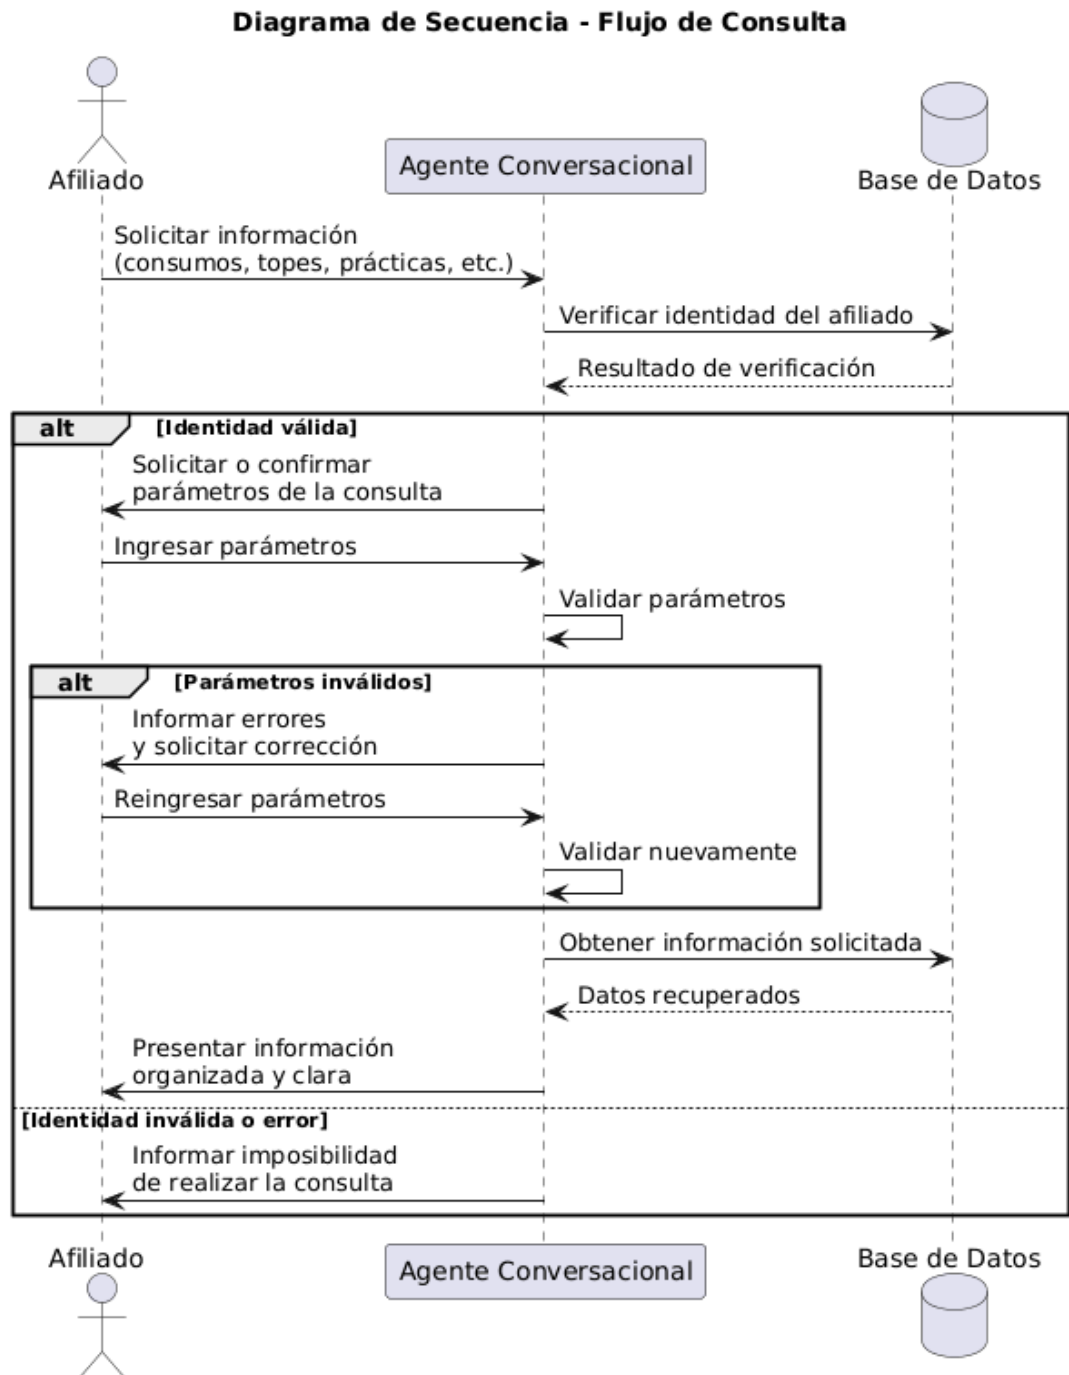 Diagrama de Secuencia - Flujo de Consulta
Afiliado
Agente Conversacional
Base de Datos
Solicitar información
(consumos, topes, prácticas, etc.)
Verificar identidad del afiliado
Resultado de verificación
alt [Identidad válida]
Solicitar o confirmar
parámetros de la consulta
Ingresar parámetros
Validar parámetros
alt [Parámetros inválidos]
Informar errores
y solicitar corrección
Reingresar parámetros
Validar nuevamente
Obtener información solicitada
Datos recuperados
Presentar información
organizada y clara
[Identidad inválida o error]
Informar imposibilidad
de realizar la consulta
Afiliado
Agente Conversacional
Base de Datos